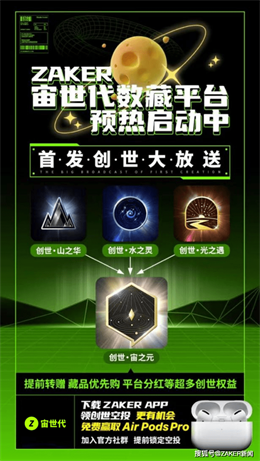 ZAKER
宙世代数藏平台
预热启动中
首·发·创·世·大·放·送
THE BIG BROADCAST OF FIRST CREATION
创世·山之华
创世·水之灵
创世·光之遇
创世·宙之元
提前转赠 藏品优先购 平台分红等超多创世权益
Z 宙世代
下载 ZAKER APP
领创世空投 更有机会
免费赢取 Air Pods Pro
加入官方社群 提前锁定空投
搜狐号@ZAKER新闻